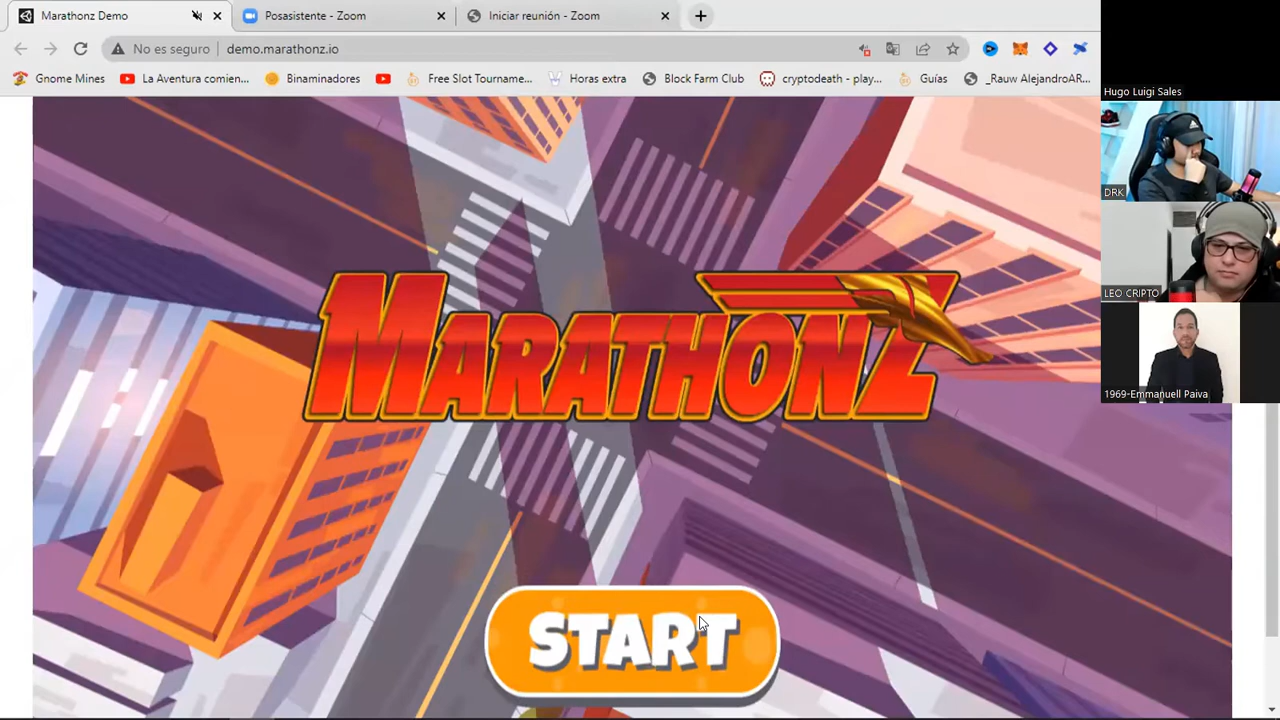 Marathonz Demo
Posasistente - Zoom
Iniciar reunión - Zoom
No es seguro
demo.marathonz.io
Gnome Mines
La Aventura comien...
Binaminadores
Free Slot Tourname...
Horas extra
Block Farm Club
cryptodeath - play...
Guías
_Rauw AlejandroAR...
Hugo Luigi Sales
DRK
LEO CRIPTO
1969-Emmanuell Paiva
MARATHONZ
START